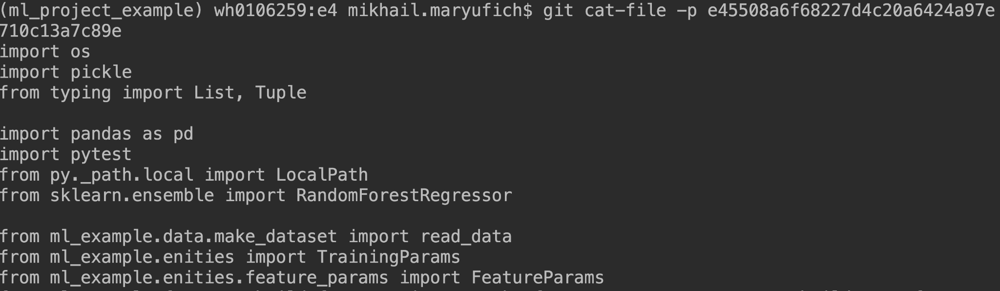 (ml_project_example) wh0106259:e4 mikhail.maryufich$ git cat-file -p e45508a6f68227d4c20a6424a97e
710c13a7c89e
import os
import pickle
from typing import List, Tuple
import pandas as pd
import pytest
from py._path.local import LocalPath
from sklearn.ensemble import RandomForestRegressor
from ml_example.data.make_dataset import read_data
from ml_example.enities import TrainingParams
from ml_example.enities.feature_params import FeatureParams